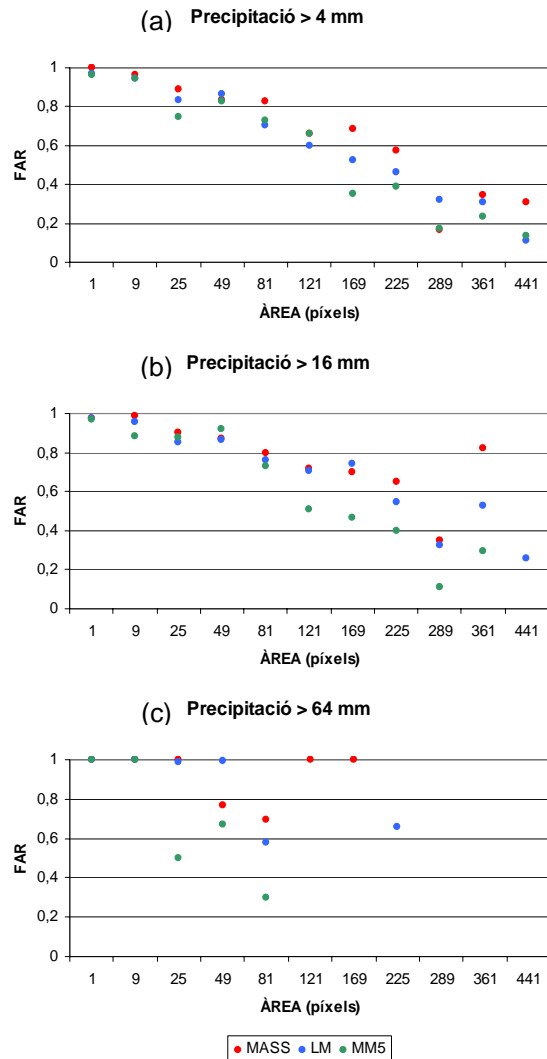 (a) Precipitació > 4 mm
1
0,8
0,6
0,4
0,2
0
FAR
1 9 25 49 81 121 169 225 289 361 441
ÀREA (píxels)
(b) Precipitació > 16 mm
1
0,8
0,6
0,4
0,2
0
FAR
1 9 25 49 81 121 169 225 289 361 441
ÀREA (píxels)
(c) Precipitació > 64 mm
1
0,8
0,6
0,4
0,2
0
FAR
1 9 25 49 81 121 169 225 289 361 441
ÀREA (píxels)
MASS LM MM5